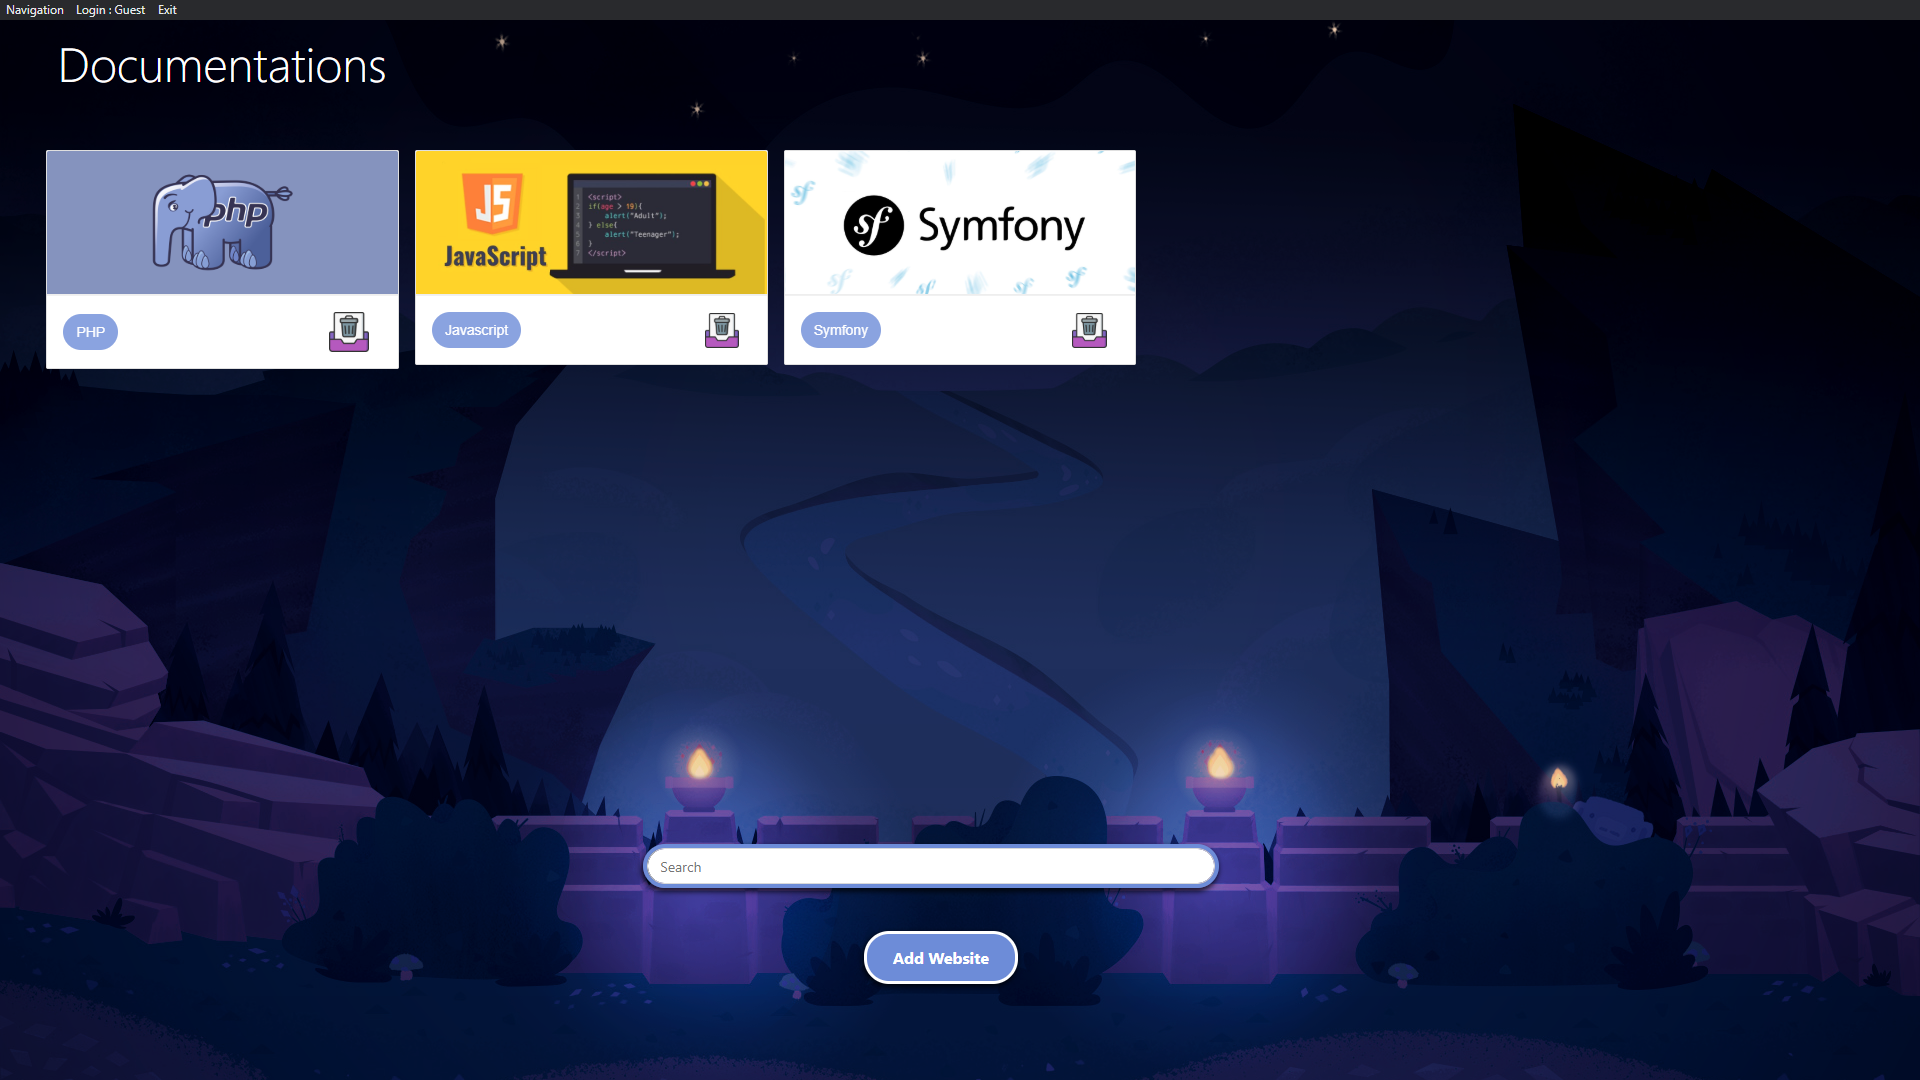 Navigation Login : Guest Exit
Documentations
php
JS
JavaScript
1 <script>
2 if(age > 19){
3 alert("Adult");
4 } else{
5 alert("Teenager");
6 }
7 </script>
sf Symfony
PHP
Javascript
Symfony
Search
Add Website